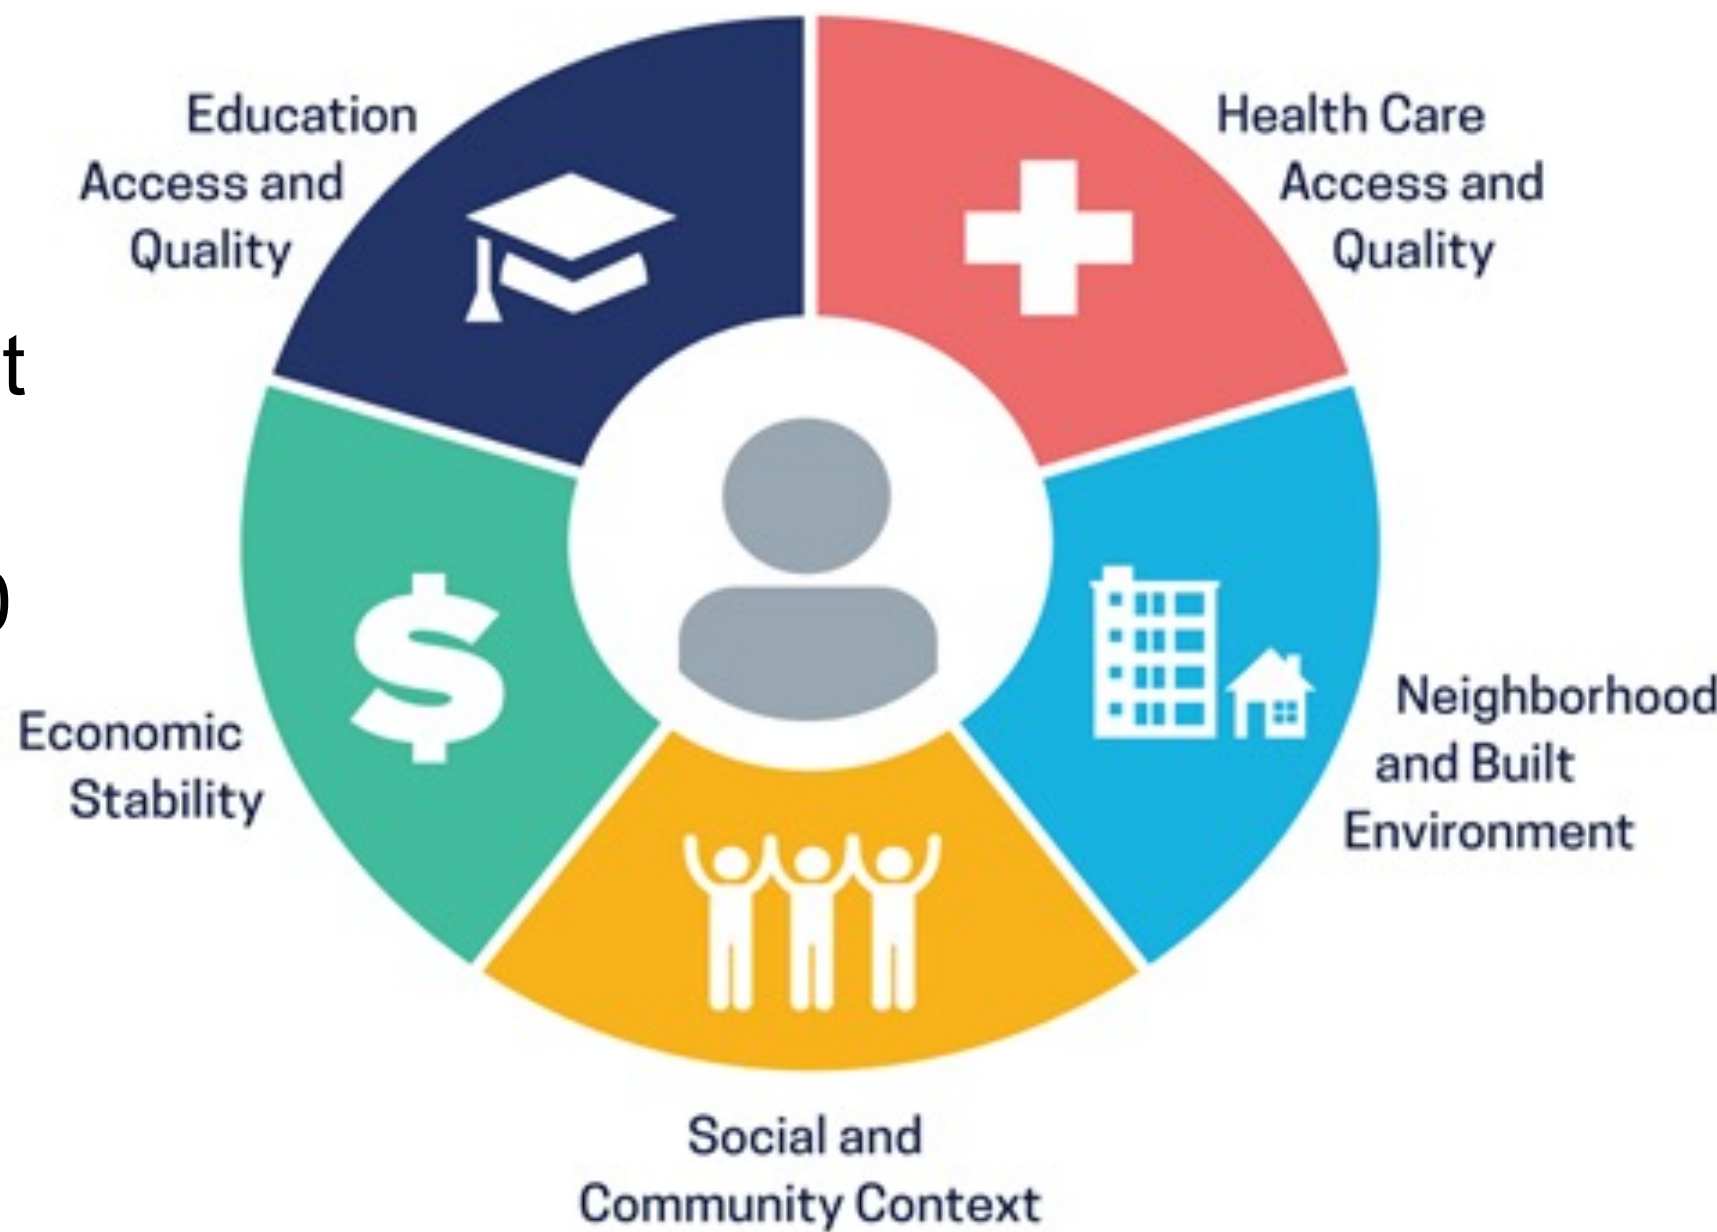 Education
Access and
Quality
Health Care
Access and
Quality
t
Economic
Stability
$
Neighborhood
and Built
Environment
Social and
Community Context